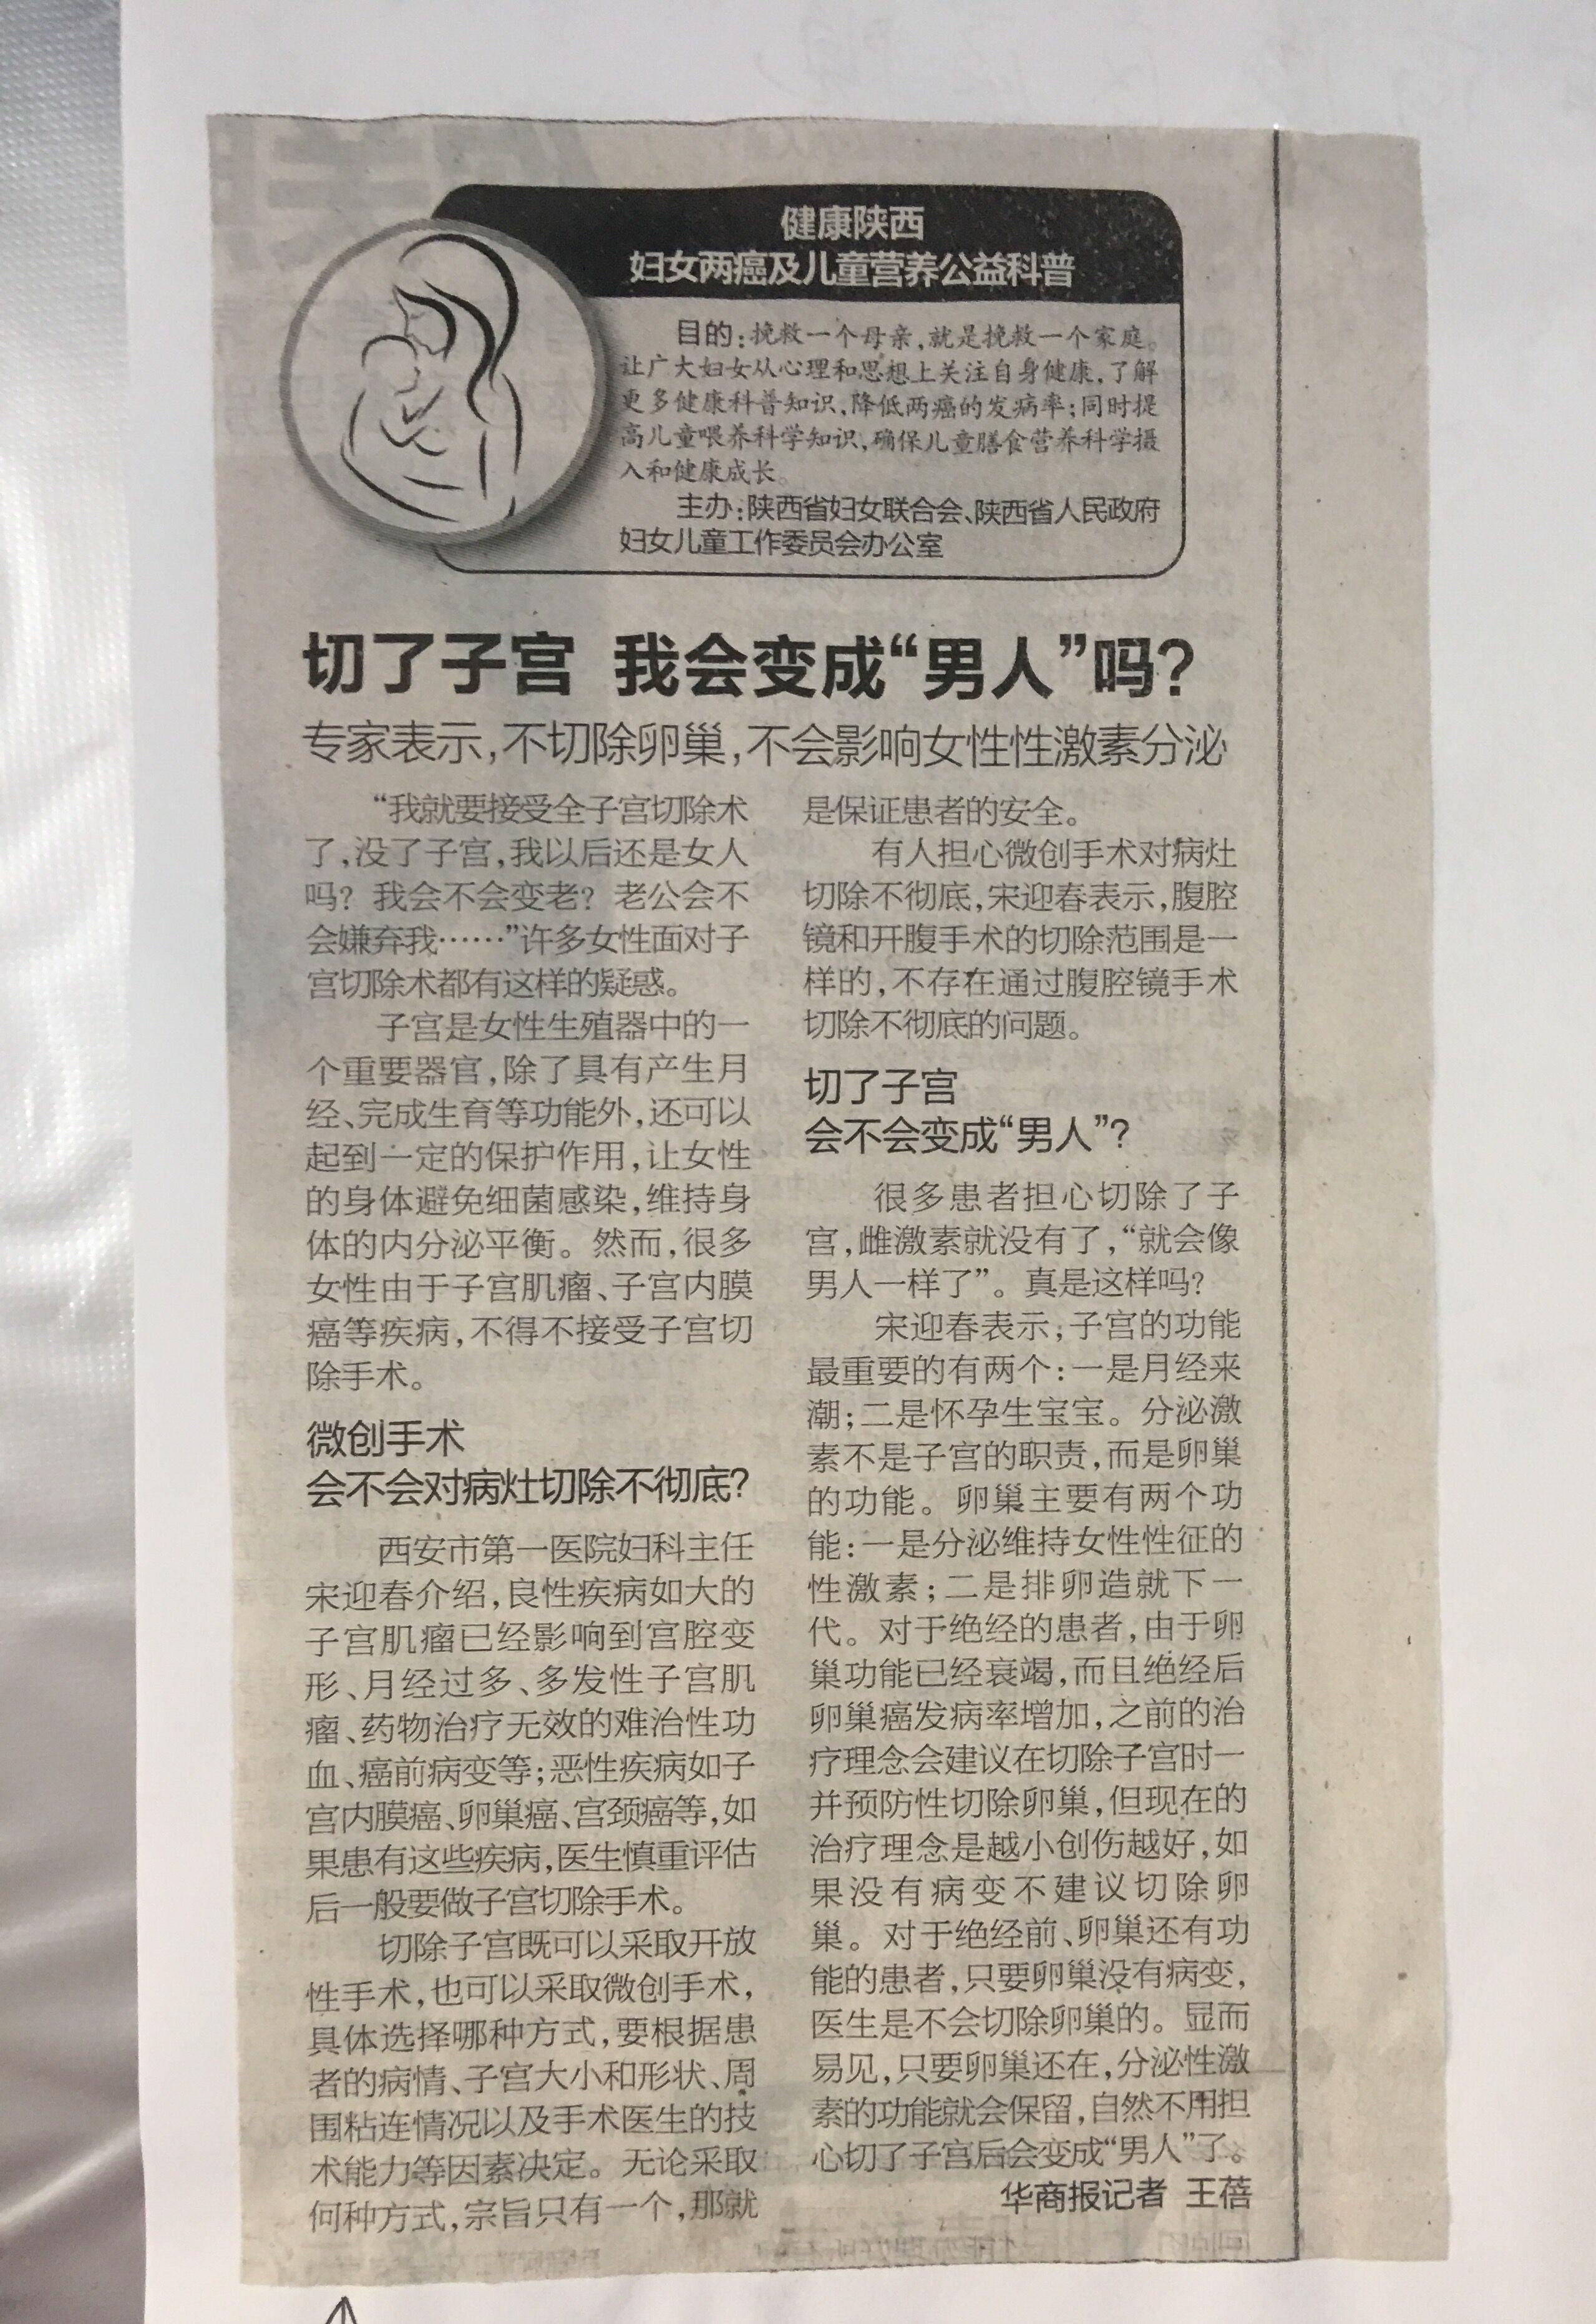 健康陕西
妇女两癌及儿童营养公益科普
目的:挽救一个母亲,就是挽救一个家庭。
让广大妇女从心理和思想上关注自身健康,了解
更多健康科普知识,降低两癌的发病率;同时提
高儿童喂养科学知识,确保儿童膳食营养科学摄
入和健康成长。
主办:陕西省妇女联合会、陕西省人民政府
妇女儿童工作委员会办公室
切了子宫 我会变成“男人”吗?
专家表示,不切除卵巢,不会影响女性性激素分泌
“我就要接受全子宫切除术
了,没了子宫,我以后还是女人
吗? 我会不会变老? 老公会不
会嫌弃我……”许多女性面对子
宫切除术都有这样的疑惑。
子宫是女性生殖器中的一
个重要器官,除了具有产生月
经、完成生育等功能外,还可以
起到一定的保护作用,让女性
的身体避免细菌感染,维持身
体的内分泌平衡。然而,很多
女性由于子宫肌瘤、子宫内膜
癌等疾病,不得不接受子宫切
除手术。
微创手术
会不会对病灶切除不彻底?
西安市第一医院妇科主任
宋迎春介绍,良性疾病如大的
子宫肌瘤已经影响到宫腔变
形、月经过多、多发性子宫肌
瘤、药物治疗无效的难治性功
血、癌前病变等;恶性疾病如子
宫内膜癌、卵巢癌、宫颈癌等,如
果患有这些疾病,医生慎重评估
后一般要做子宫切除手术。
切除子宫既可以采取开放
性手术,也可以采取微创手术,
具体选择哪种方式,要根据患
者的病情、子宫大小和形状、周
围粘连情况以及手术医生的技
术能力等因素决定。无论采取
何种方式,宗旨只有一个,那就
是保证患者的安全。
有人担心微创手术对病灶
切除不彻底,宋迎春表示,腹腔
镜和开腹手术的切除范围是一
样的,不存在通过腹腔镜手术
切除不彻底的问题。
切了子宫
会不会变成“男人”?
很多患者担心切除了子
宫,雌激素就没有了,“就会像
男人一样了”。真是这样吗?
宋迎春表示,子宫的功能
最重要的有两个:一是月经来
潮;二是怀孕生宝宝。分泌激
素不是子宫的职责,而是卵巢
的功能。卵巢主要有两个功
能:一是分泌维持女性性征的
性激素;二是排卵造就下一
代。对于绝经的患者,由于卵
巢功能已经衰竭,而且绝经后
卵巢癌发病率增加,之前的治
疗理念会建议在切除子宫时一
并预防性切除卵巢,但现在的
治疗理念是越小创伤越好,如
果没有病变不建议切除卵
巢。对于绝经前、卵巢还有功
能的患者,只要卵巢没有病变,
医生是不会切除卵巢的。显而
易见,只要卵巢还在,分泌性激
素的功能就会保留,自然不用担
心切了子宫后会变成“男人”了。
华商报记者 王蓓